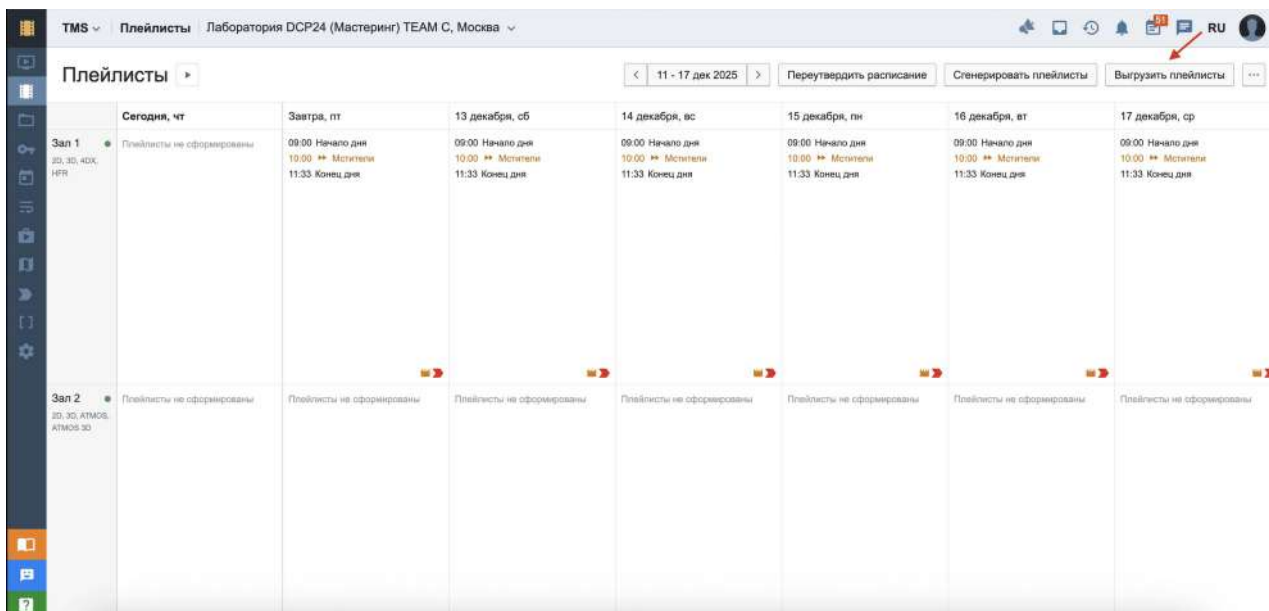 TMS Плейлисты Лаборатория DCP24 (Мастеринг) TEAM C, Москва 51 RU
Плейлисты < 11 - 17 дек 2025 > Переутвердить расписание Сгенерировать плейлисты Выгрузить плейлисты ...
Сегодня, чт Завтра, пт 13 декабря, сб 14 декабря, вс 15 декабря, пн 16 декабря, вт 17 декабря, ср
Зал 1 Плейлисты не сформированы 09:00 Начало дня 09:00 Начало дня 09:00 Начало дня 09:00 Начало дня 09:00 Начало дня 09:00 Начало дня
2D, 3D, 4DX, 10:00 Мстители 10:00 Мстители 10:00 Мстители 10:00 Мстители 10:00 Мстители 10:00 Мстители
HFR 11:33 Конец дня 11:33 Конец дня 11:33 Конец дня 11:33 Конец дня 11:33 Конец дня 11:33 Конец дня
Зал 2 Плейлисты не сформированы Плейлисты не сформированы Плейлисты не сформированы Плейлисты не сформированы Плейлисты не сформированы Плейлисты не сформированы Плейлисты не сформированы
2D, 3D, ATMOS,
ATMOS 3D
?